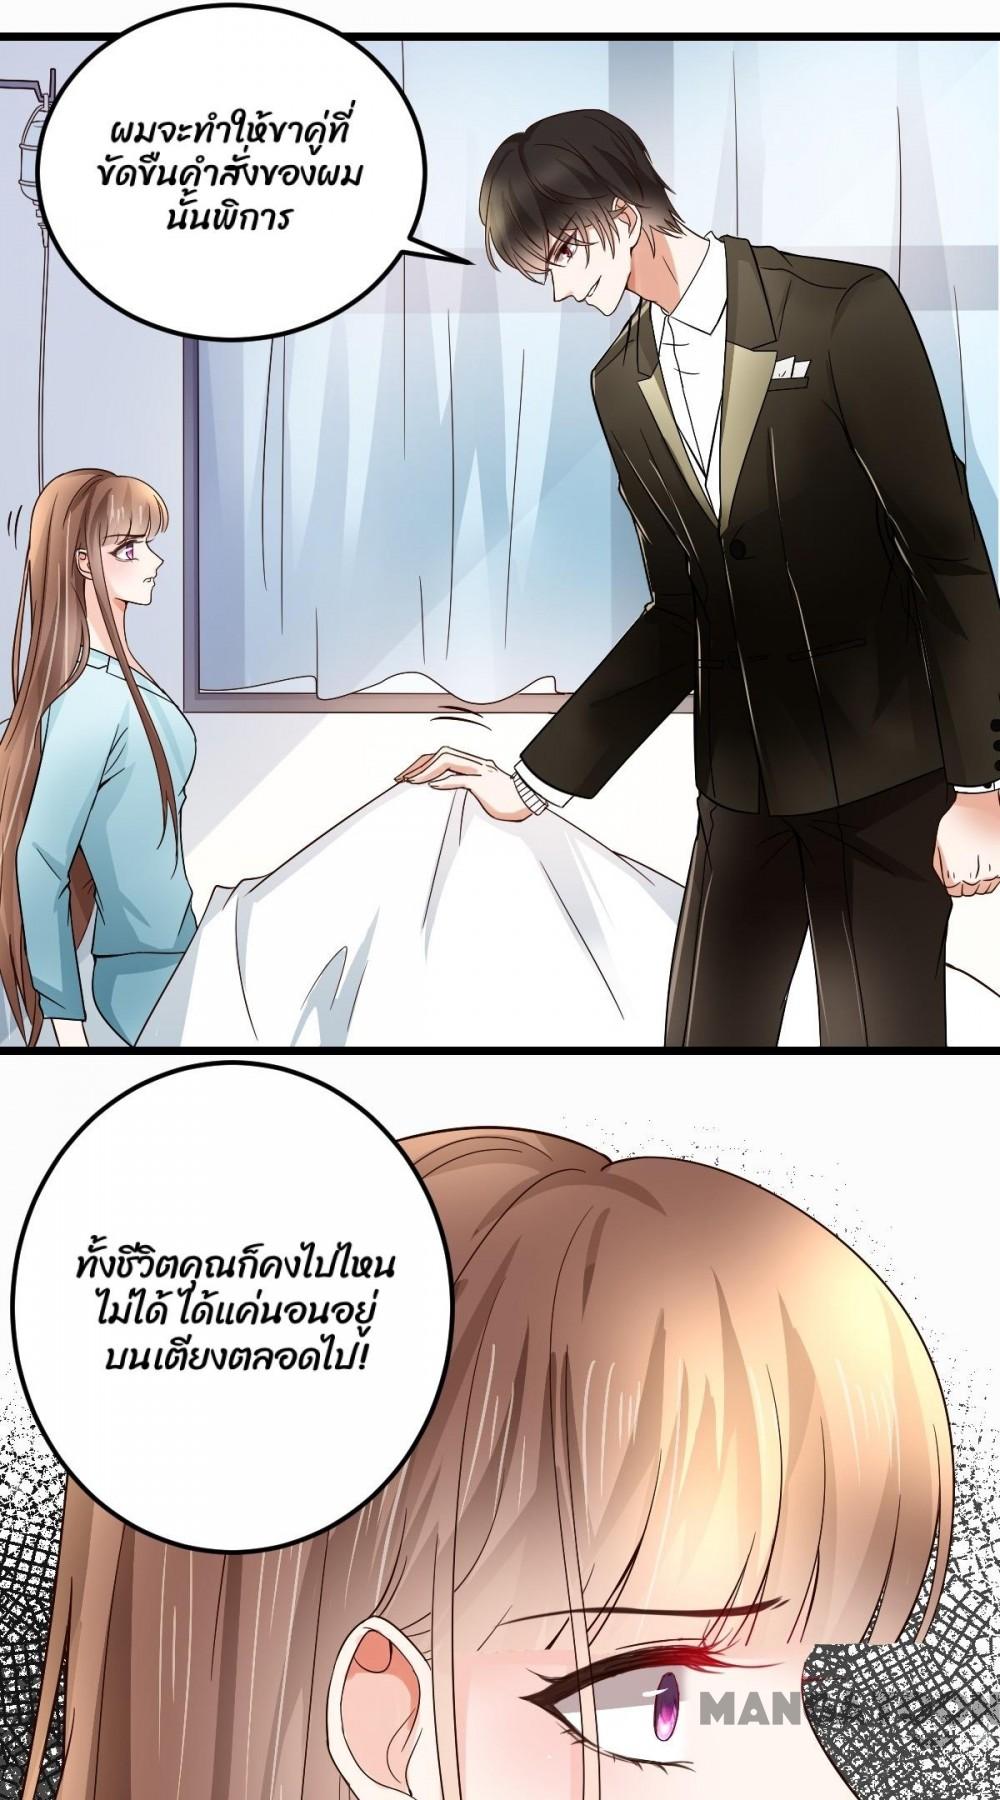 ผมจะทำให้ขาคู่ที่
ขัดขืนคำสั่งของผม
นั้นพิการ
ทั้งชีวิตคุณก็คงไปไหน
ไม่ได้ ได้แค่นอนอยู่
บนเตียงตลอดไป!
MANGATOON